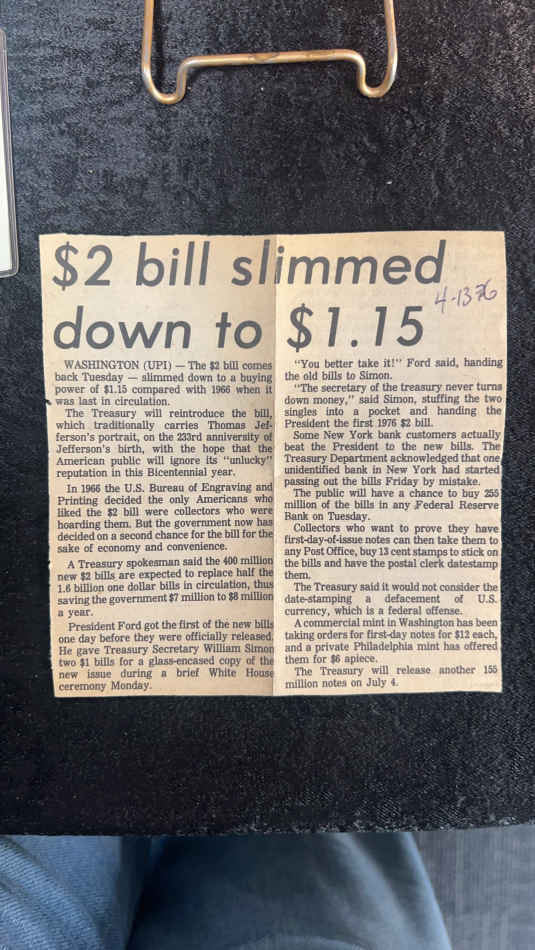 $2 bill slimmed
down to $1.15
4-13-76
WASHINGTON (UPI) — The $2 bill comes
back Tuesday — slimmed down to a buying
power of $1.15 compared with 1966 when it
was last in circulation.
The Treasury will reintroduce the bill,
which traditionally carries Thomas Jef-
ferson's portrait, on the 233rd anniversary of
Jefferson's birth, with the hope that the
American public will ignore its "unlucky"
reputation in this Bicentennial year.
In 1966 the U.S. Bureau of Engraving and
Printing decided the only Americans who
liked the $2 bill were collectors who were
hoarding them. But the government now has
decided on a second chance for the bill for the
sake of economy and convenience.
A Treasury spokesman said the 400 million
new $2 bills are expected to replace half the
1.6 billion one dollar bills in circulation, thus
saving the government $7 million to $8 million
a year.
President Ford got the first of the new bills
one day before they were officially released.
He gave Treasury Secretary William Simon
two $1 bills for a glass-encased copy of the
new issue during a brief White House
ceremony Monday.
"You better take it!" Ford said, handing
the old bills to Simon.
"The secretary of the treasury never turns
down money," said Simon, stuffing the two
singles into a pocket and handing the
President the first 1976 $2 bill.
Some New York bank customers actually
beat the President to the new bills. The
Treasury Department acknowledged that one
unidentified bank in New York had started
passing out the bills Friday by mistake.
The public will have a chance to buy 255
million of the bills in any Federal Reserve
Bank on Tuesday.
Collectors who want to prove they have
first-day-of-issue notes can then take them to
any Post Office, buy 13 cent stamps to stick on
the bills and have the postal clerk datestamp
them.
The Treasury said it would not consider the
date-stamping a defacement of U.S.
currency, which is a federal offense.
A commercial mint in Washington has been
taking orders for first-day notes for $12 each,
and a private Philadelphia mint has offered
them for $6 apiece.
The Treasury will release another 155
million notes on July 4.